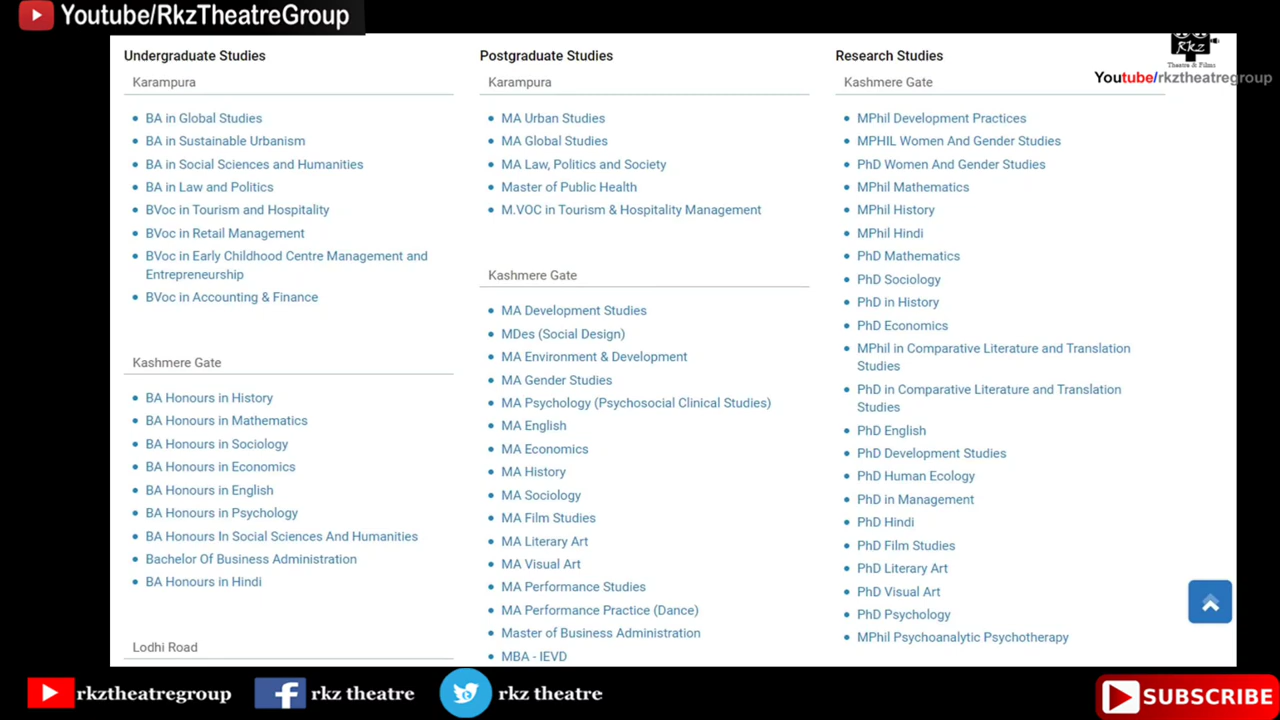 Youtube/RkzTheatreGroup
Rkz
Theatre & Films
Youtube/rkztheatregroup
Undergraduate Studies
Karampura
BA in Global Studies
BA in Sustainable Urbanism
BA in Social Sciences and Humanities
BA in Law and Politics
BVoc in Tourism and Hospitality
BVoc in Retail Management
BVoc in Early Childhood Centre Management and
Entrepreneurship
BVoc in Accounting & Finance
Kashmere Gate
BA Honours in History
BA Honours in Mathematics
BA Honours in Sociology
BA Honours in Economics
BA Honours in English
BA Honours in Psychology
BA Honours In Social Sciences And Humanities
Bachelor Of Business Administration
BA Honours in Hindi
Lodhi Road
Postgraduate Studies
Karampura
MA Urban Studies
MA Global Studies
MA Law, Politics and Society
Master of Public Health
M.VOC in Tourism & Hospitality Management
Kashmere Gate
MA Development Studies
MDes (Social Design)
MA Environment & Development
MA Gender Studies
MA Psychology (Psychosocial Clinical Studies)
MA English
MA Economics
MA History
MA Sociology
MA Film Studies
MA Literary Art
MA Visual Art
MA Performance Studies
MA Performance Practice (Dance)
Master of Business Administration
MBA - IEVD
Research Studies
Kashmere Gate
MPhil Development Practices
MPHIL Women And Gender Studies
PhD Women And Gender Studies
MPhil Mathematics
MPhil History
MPhil Hindi
PhD Mathematics
PhD Sociology
PhD in History
PhD Economics
MPhil in Comparative Literature and Translation
Studies
PhD in Comparative Literature and Translation
Studies
PhD English
PhD Development Studies
PhD Human Ecology
PhD in Management
PhD Hindi
PhD Film Studies
PhD Literary Art
PhD Visual Art
PhD Psychology
MPhil Psychoanalytic Psychotherapy
rkztheatregroup
rkz theatre
rkz theatre
SUBSCRIBE